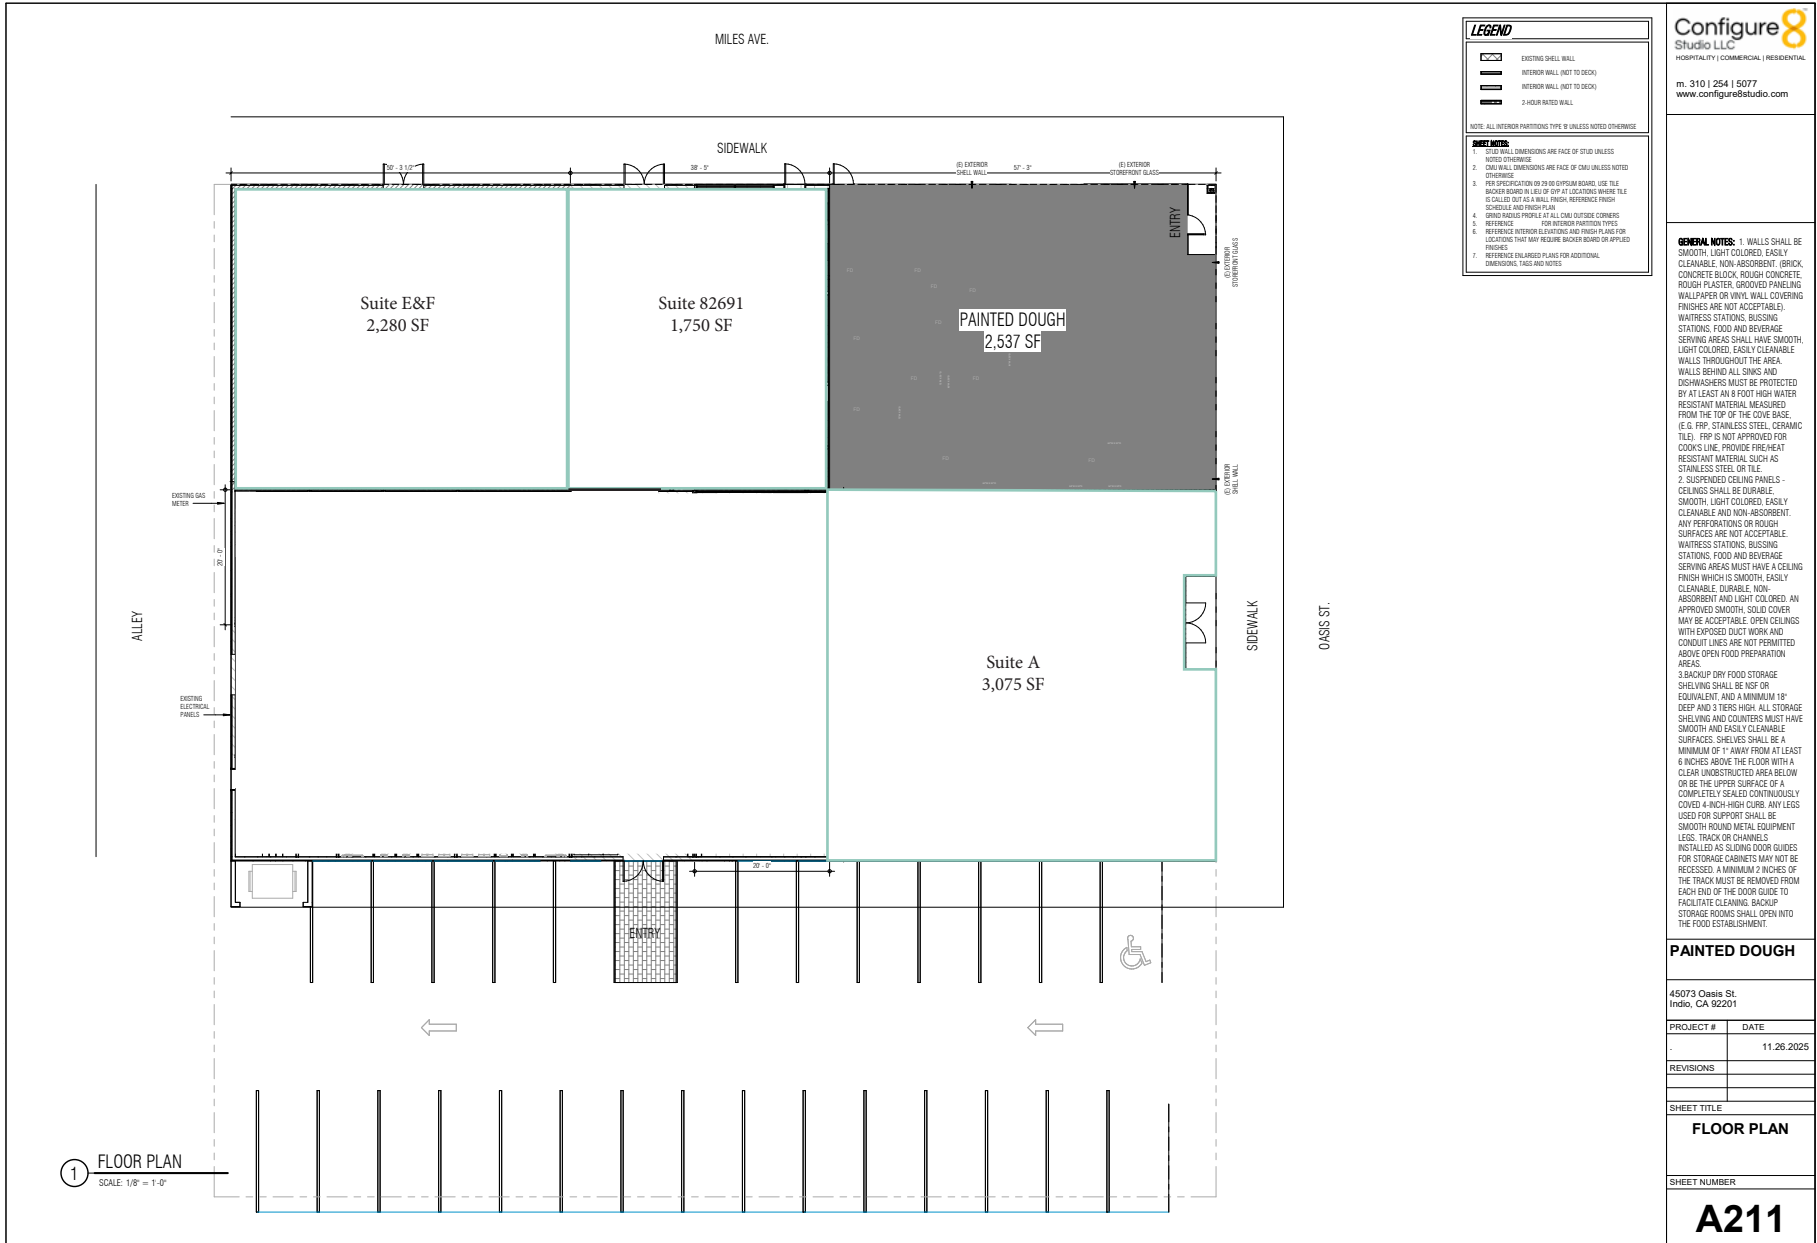 MILES AVE.
SIDEWALK
50' - 3 1/2"
38' - 5"
57' - 3"
(E) EXTERIOR
SHELL WALL
(E) EXTERIOR
STOREFRONT GLASS
ENTRY
(E) EXTERIOR
STOREFRONT GLASS
Suite E&F
2,280 SF
Suite 82691
1,750 SF
PAINTED DOUGH
2,537 SF
(E) EXTERIOR
SHELL WALL
EXISTING GAS
METER
20' - 0"
ALLEY
EXISTING
ELECTRICAL
PANELS
Suite A
3,075 SF
SIDEWALK
OASIS ST.
20' - 0"
ENTRY
1
FLOOR PLAN
SCALE: 1/8" = 1'-0"
LEGEND
EXISTING SHELL WALL
INTERIOR WALL (NOT TO DECK)
INTERIOR WALL (NOT TO DECK)
2-HOUR RATED WALL
NOTE: ALL INTERIOR PARTITIONS TYPE 'B' UNLESS NOTED OTHERWISE
SHEET NOTES:
1. STUD WALL DIMENSIONS ARE FACE OF STUD UNLESS
NOTED OTHERWISE
2. CMU WALL DIMENSIONS ARE FACE OF CMU UNLESS NOTED
OTHERWISE
3. PER SPECIFICATION 09 29 00 GYPSUM BOARD, USE TILE
BACKER BOARD IN LIEU OF GYP AT LOCATIONS WHERE TILE
IS CALLED OUT AS A WALL FINISH, REFERENCE FINISH
SCHEDULE AND FINISH PLAN
4. GRIND RADIUS PROFILE AT ALL CMU OUTSIDE CORNERS
5. REFERENCE FOR INTERIOR PARTITION TYPES
6. REFERENCE INTERIOR ELEVATIONS AND FINISH PLANS FOR
LOCATIONS THAT MAY REQUIRE BACKER BOARD OR APPLIED
FINISHES
7. REFERENCE ENLARGED PLANS FOR ADDITIONAL
DIMENSIONS, TAGS AND NOTES
Configure8
Studio LLC
HOSPITALITY | COMMERCIAL | RESIDENTIAL
m. 310 | 254 | 5077
www.configure8studio.com
GENERAL NOTES: 1. WALLS SHALL BE
SMOOTH, LIGHT COLORED, EASILY
CLEANABLE, NON-ABSORBENT. (BRICK,
CONCRETE BLOCK, ROUGH CONCRETE,
ROUGH PLASTER, GROOVED PANELING
WALLPAPER OR VINYL WALL COVERING
FINISHES ARE NOT ACCEPTABLE).
WAITRESS STATIONS, BUSSING
STATIONS, FOOD AND BEVERAGE
SERVING AREAS SHALL HAVE SMOOTH,
LIGHT COLORED, EASILY CLEANABLE
WALLS THROUGHOUT THE AREA.
WALLS BEHIND ALL SINKS AND
DISHWASHERS MUST BE PROTECTED
BY AT LEAST AN 8 FOOT HIGH WATER
RESISTANT MATERIAL MEASURED
FROM THE TOP OF THE COVE BASE,
(E.G. FRP, STAINLESS STEEL, CERAMIC
TILE). FRP IS NOT APPROVED FOR
COOK'S LINE, PROVIDE FIRE/HEAT
RESISTANT MATERIAL SUCH AS
STAINLESS STEEL OR TILE.
2. SUSPENDED CEILING PANELS -
CEILINGS SHALL BE DURABLE,
SMOOTH, LIGHT COLORED, EASILY
CLEANABLE AND NON-ABSORBENT.
ANY PERFORATIONS OR ROUGH
SURFACES ARE NOT ACCEPTABLE.
WAITRESS STATIONS, BUSSING
STATIONS, FOOD AND BEVERAGE
SERVING AREAS MUST HAVE A CEILING
FINISH WHICH IS SMOOTH, EASILY
CLEANABLE, DURABLE, NON-
ABSORBENT AND LIGHT COLORED. AN
APPROVED SMOOTH, SOLID COVER
MAY BE ACCEPTABLE. OPEN CEILINGS
WITH EXPOSED DUCT WORK AND
CONDUIT LINES ARE NOT PERMITTED
ABOVE OPEN FOOD PREPARATION
AREAS.
3.BACKUP DRY FOOD STORAGE
SHELVING SHALL BE NSF OR
EQUIVALENT, AND A MINIMUM 18"
DEEP AND 3 TIERS HIGH. ALL STORAGE
SHELVING AND COUNTERS MUST HAVE
SMOOTH AND EASILY CLEANABLE
SURFACES. SHELVES SHALL BE A
MINIMUM OF 1" AWAY FROM AT LEAST
6 INCHES ABOVE THE FLOOR WITH A
CLEAR UNOBSTRUCTED AREA BELOW
OR BE THE UPPER SURFACE OF A
COMPLETELY SEALED CONTINUOUSLY
COVED 4-INCH-HIGH CURB. ANY LEGS
USED FOR SUPPORT SHALL BE
SMOOTH ROUND METAL EQUIPMENT
LEGS. TRACK OR CHANNELS
INSTALLED AS SLIDING DOOR GUIDES
FOR STORAGE CABINETS MAY NOT BE
RECESSED. A MINIMUM 2 INCHES OF
THE TRACK MUST BE REMOVED FROM
EACH END OF THE DOOR GUIDE TO
FACILITATE CLEANING. BACKUP
STORAGE ROOMS SHALL OPEN INTO
THE FOOD ESTABLISHMENT.
PAINTED DOUGH
45073 Oasis St.
Indio, CA 92201
PROJECT # DATE
. 11.26.2025
REVISIONS
SHEET TITLE
FLOOR PLAN
SHEET NUMBER
A211